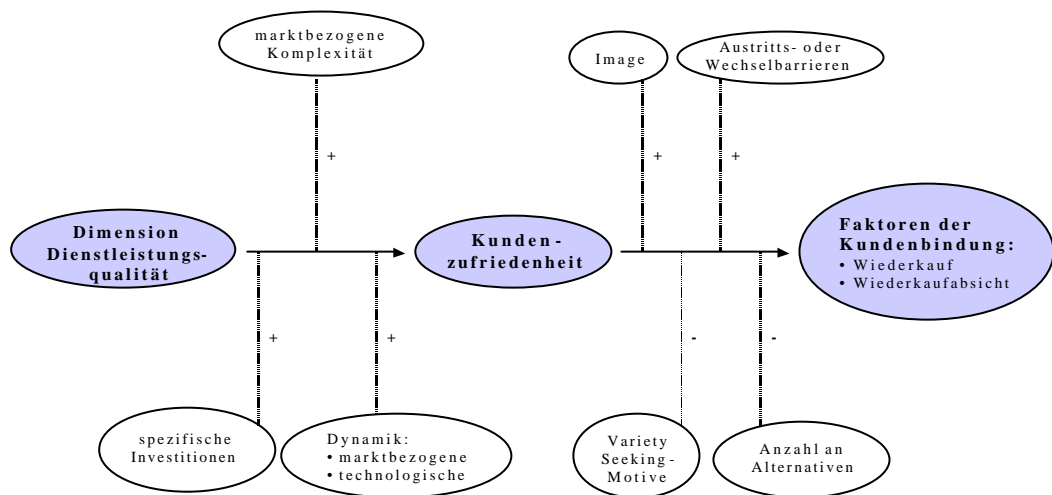 marktbezogene
Komplexität
Image
Austritts- oder
Wechselbarrieren
+
+
+
Dimension
Dienstleistungs-
qualität
Kunden-
zufriedenheit
Faktoren der
Kundenbindung:
• Wiederkauf
• Wiederkaufabsicht
+
+
-
-
spezifische
Investitionen
Dynamik:
• marktbezogene
• technologische
Variety
Seeking-
Motive
Anzahl an
Alternativen